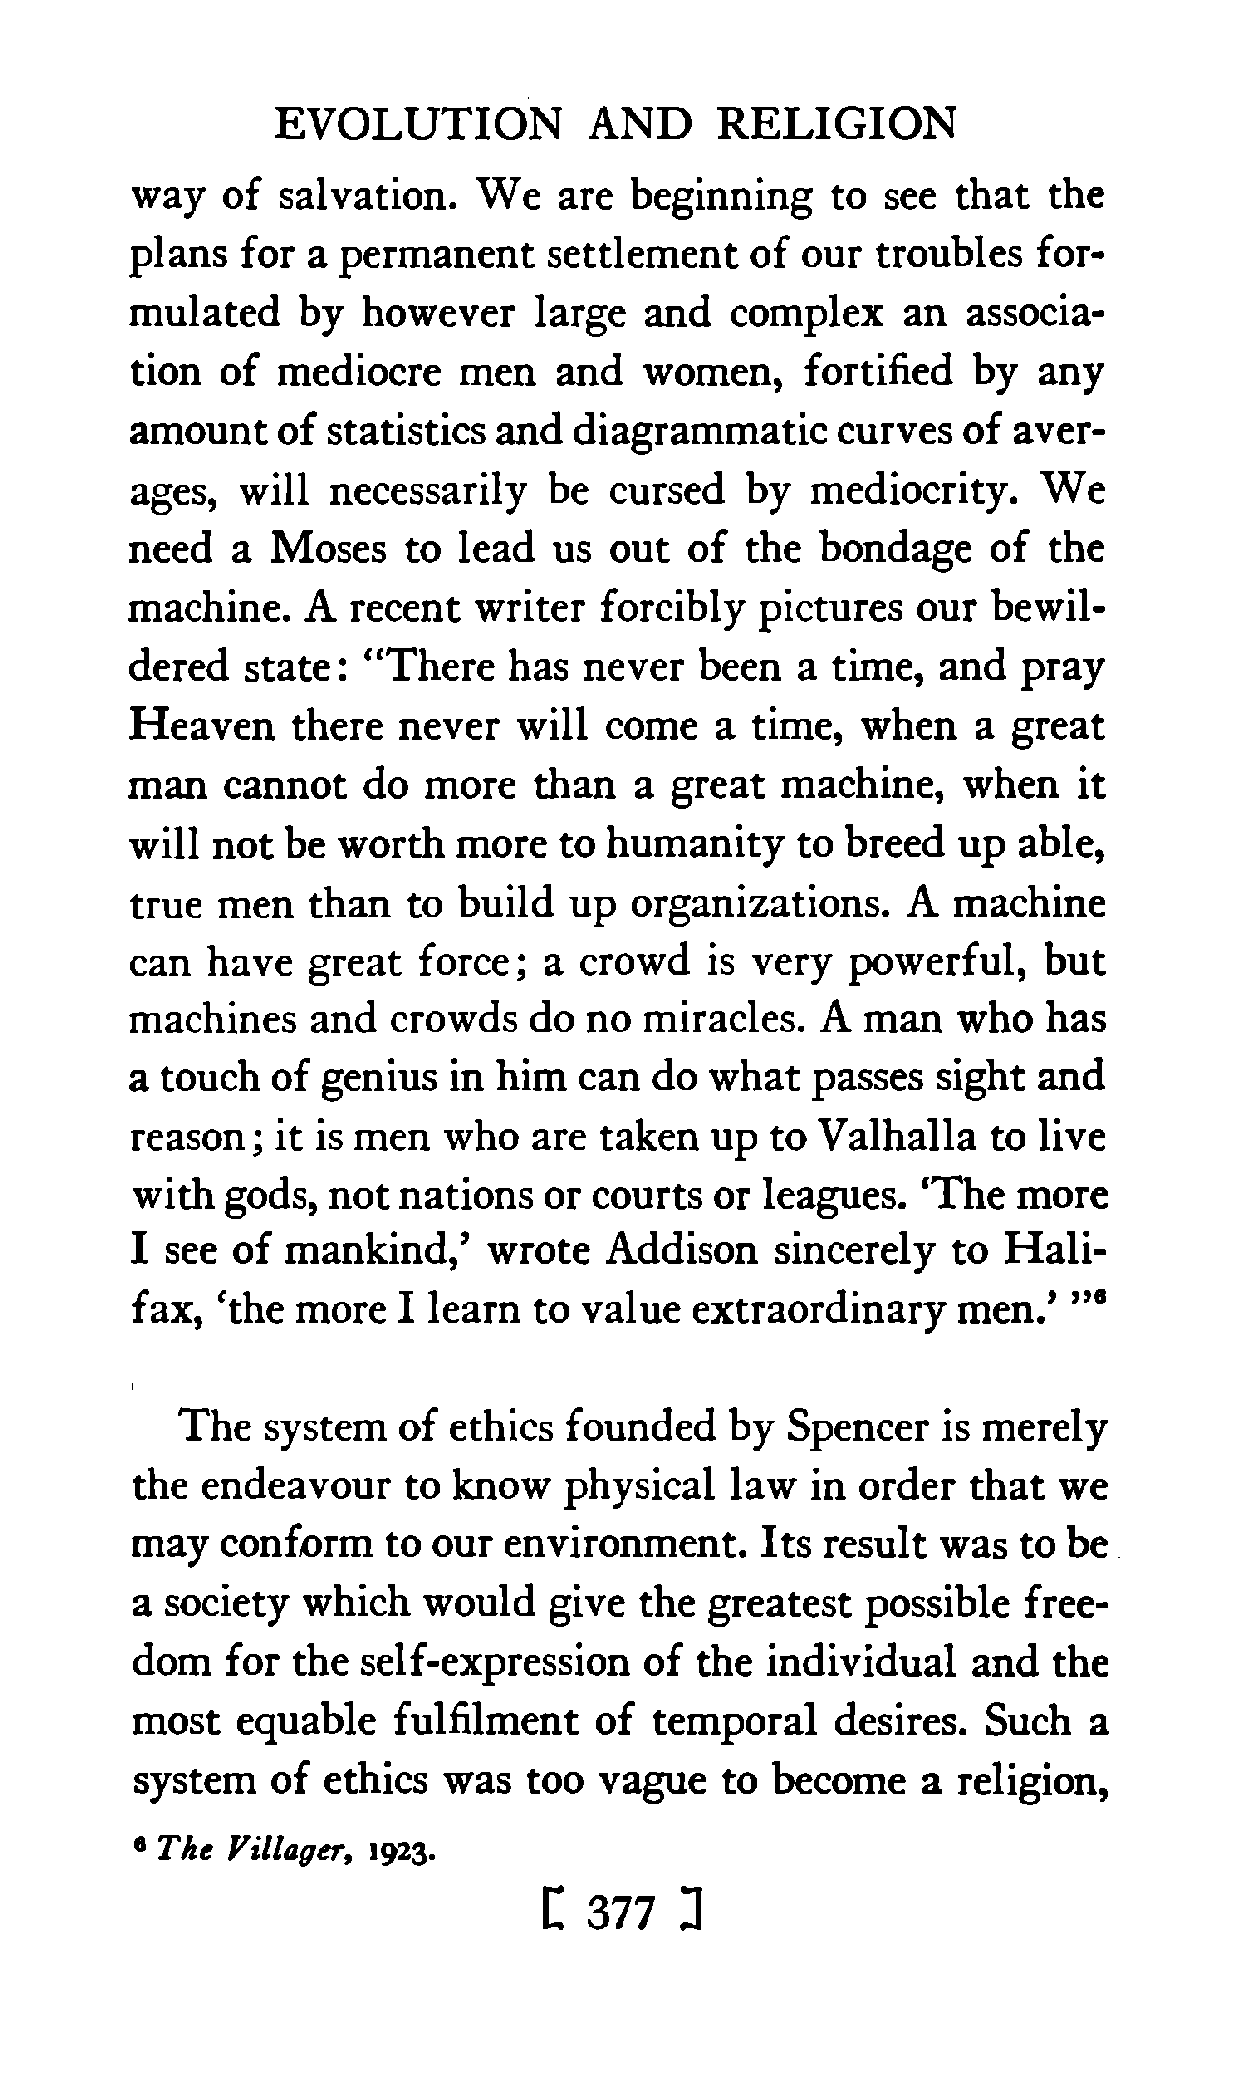 EVOLUTION AND RELIGION
way of salvation. We are beginning to see that the
plans for a permanent settlement of our troubles for-
mulated by however large and complex an associa-
tion of mediocre men and women, fortified by any
amount of statistics and diagrammatic curves of aver-
ages, will necessarily be cursed by mediocrity. We
need a Moses to lead us out of the bondage of the
machine. A recent writer forcibly pictures our bewil-
dered state: "There has never been a time, and pray
Heaven there never will come a time, when a great
man cannot do more than a great machine, when it
will not be worth more to humanity to breed up able,
true men than to build up organizations. A machine
can have great force; a crowd is very powerful, but
machines and crowds do no miracles. A man who has
a touch of genius in him can do what passes sight and
reason; it is men who are taken up to Valhalla to live
with gods, not nations or courts or leagues. 'The more
I see of mankind,' wrote Addison sincerely to Hali-
fax, 'the more I learn to value extraordinary men.' "⁶
The system of ethics founded by Spencer is merely
the endeavour to know physical law in order that we
may conform to our environment. Its result was to be
a society which would give the greatest possible free-
dom for the self-expression of the individual and the
most equable fulfilment of temporal desires. Such a
system of ethics was too vague to become a religion,
⁶ The Villager, 1923.
[ 377 ]